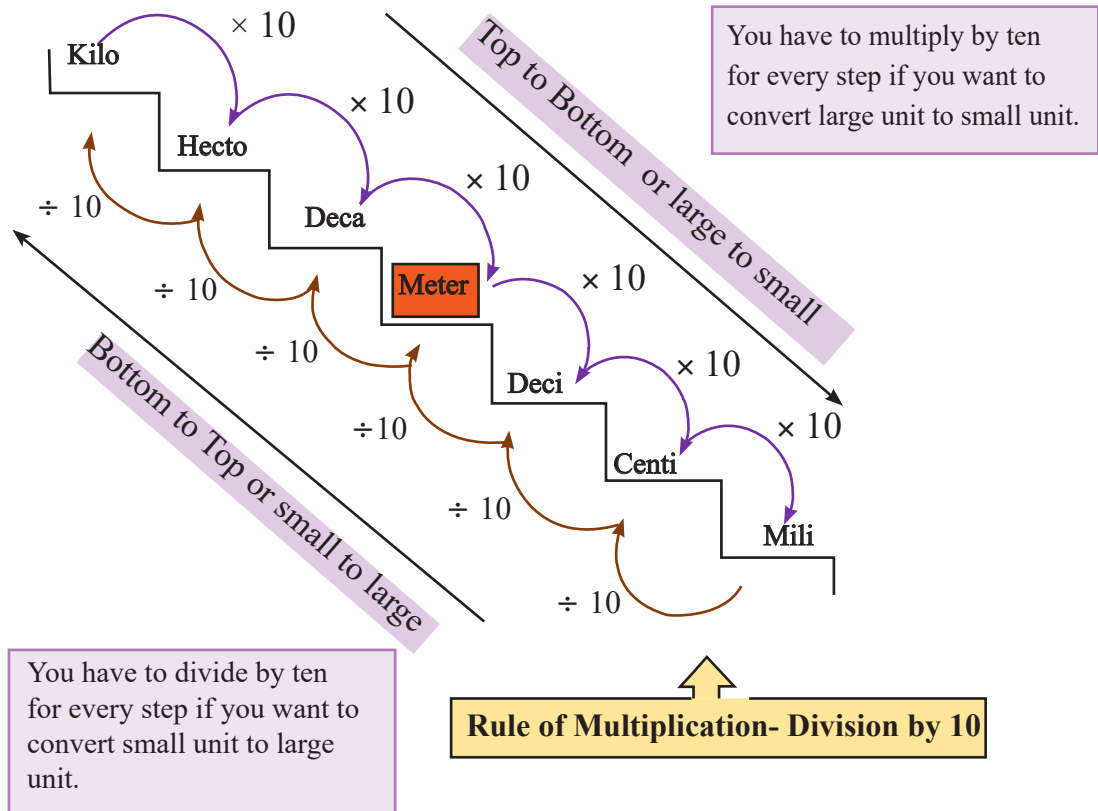 Kilo
× 10
Hecto
× 10
Deca
× 10
Meter
× 10
Deci
× 10
Centi
× 10
Mili
Top to Bottom or large to small
You have to multiply by ten
for every step if you want to
convert large unit to small unit.
÷ 10
÷ 10
÷ 10
÷10
÷ 10
÷ 10
Bottom to Top or small to large
You have to divide by ten
for every step if you want to
convert small unit to large
unit.
Rule of Multiplication- Division by 10